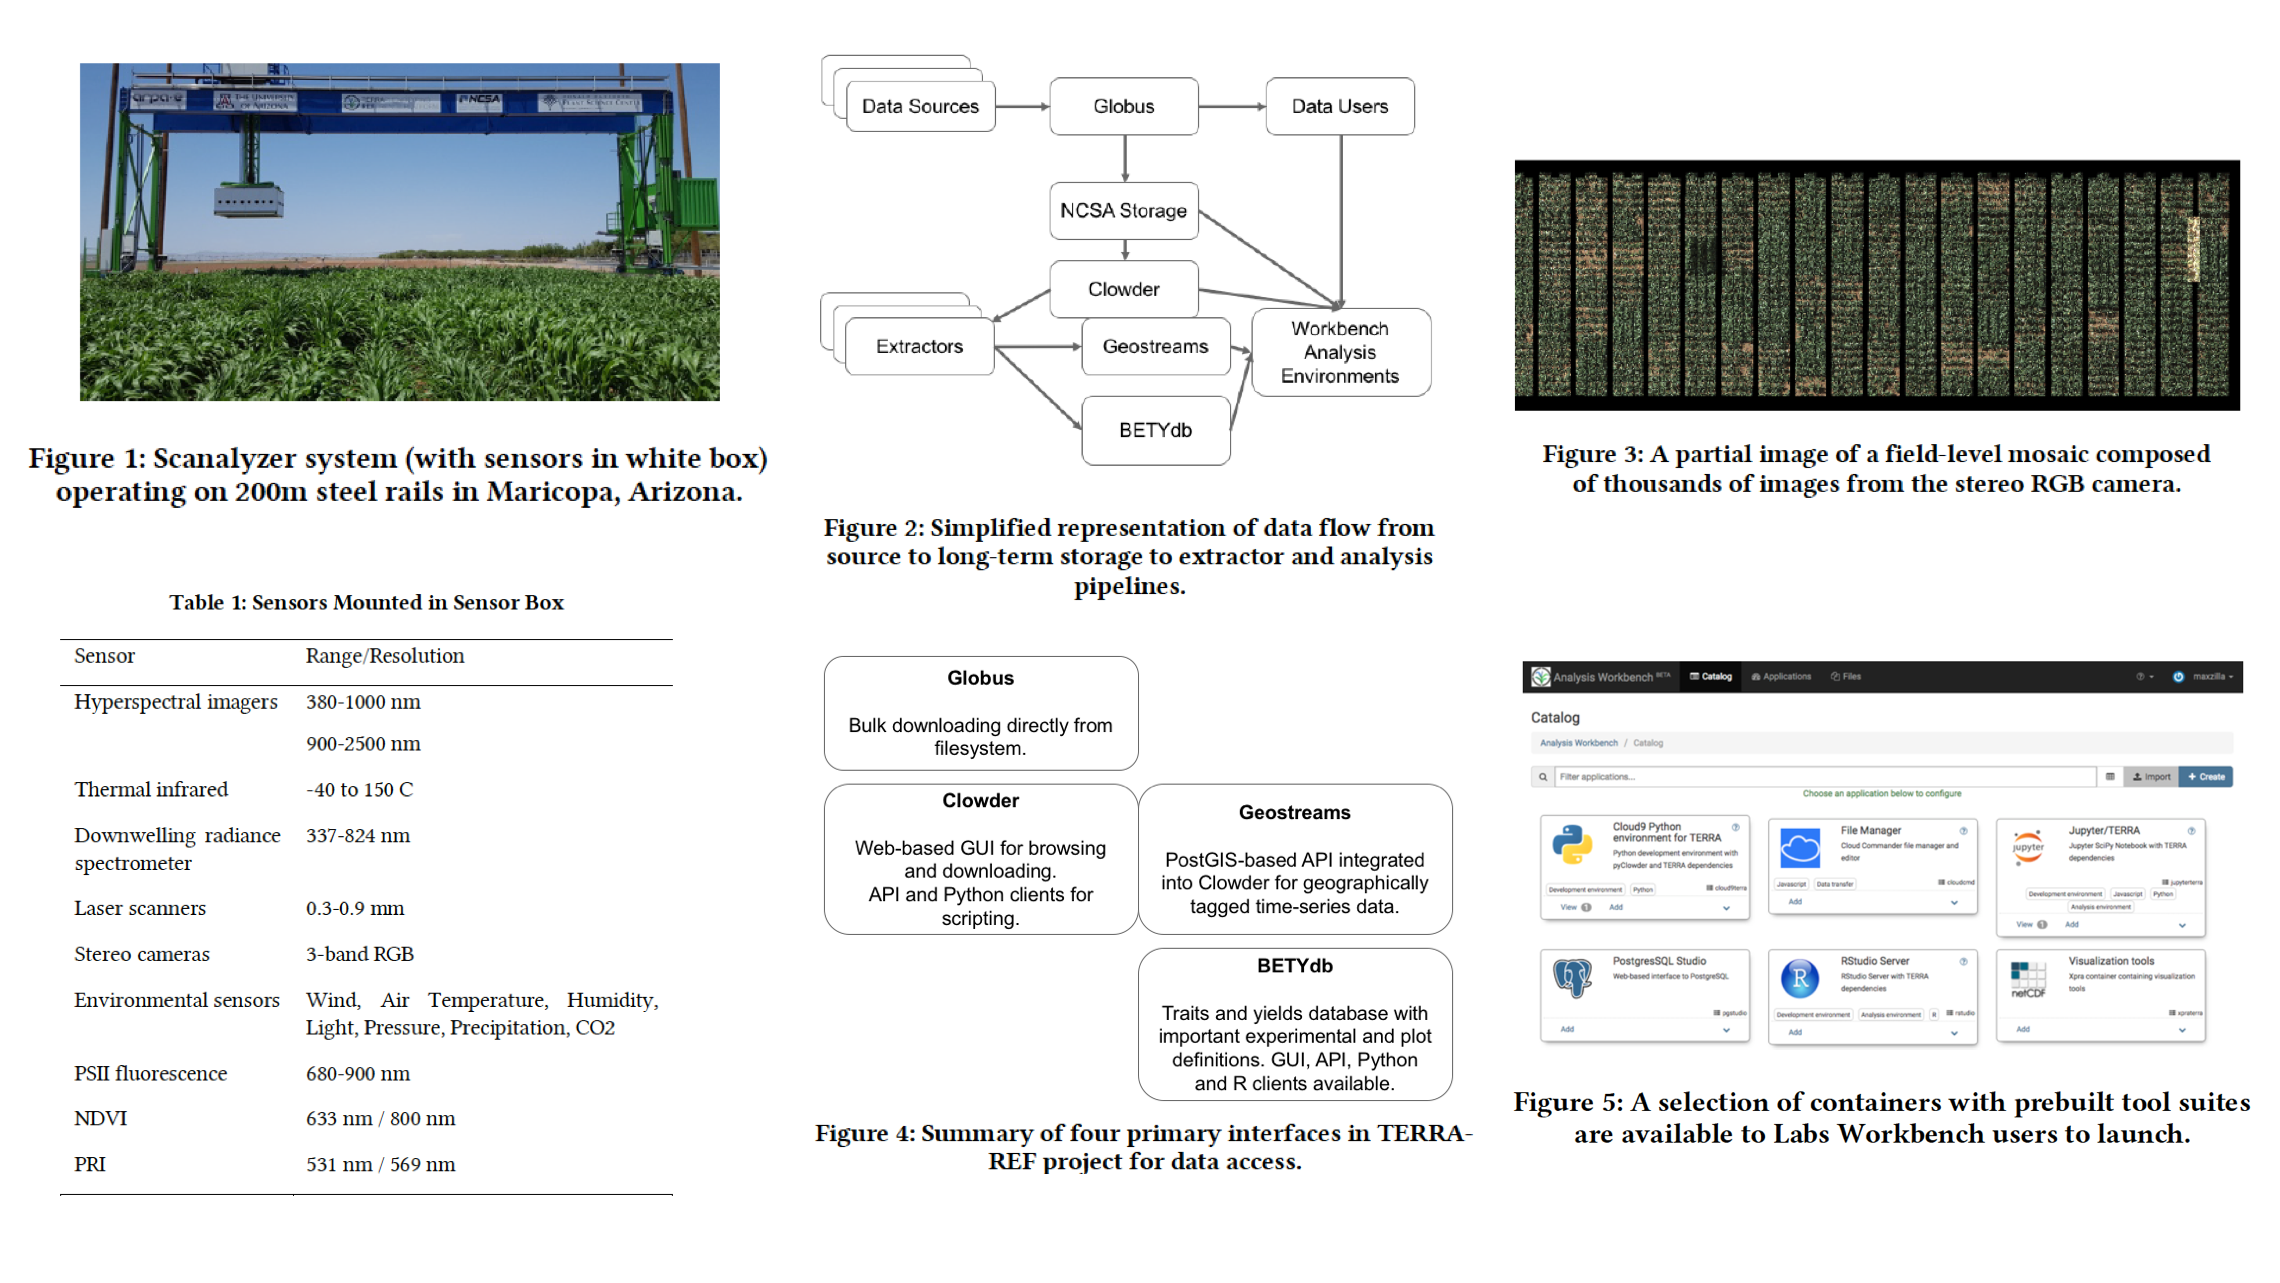 arpa·e
THE UNIVERSITY
OF ARIZONA
TERRA
REF
NCSA
PLANT SCIENCE CENTER
Figure 1: Scanalyzer system (with sensors in white box)
operating on 200m steel rails in Maricopa, Arizona.
Table 1: Sensors Mounted in Sensor Box
Sensor Range/Resolution
Hyperspectral imagers 380-1000 nm
900-2500 nm
Thermal infrared -40 to 150 C
Downwelling radiance 337-824 nm
spectrometer
Laser scanners 0.3-0.9 mm
Stereo cameras 3-band RGB
Environmental sensors Wind, Air Temperature, Humidity,
Light, Pressure, Precipitation, CO2
PSII fluorescence 680-900 nm
NDVI 633 nm / 800 nm
PRI 531 nm / 569 nm
Data Sources
Globus
Data Users
NCSA Storage
Clowder
Extractors
Geostreams
Workbench
Analysis
Environments
BETYdb
Figure 2: Simplified representation of data flow from
source to long-term storage to extractor and analysis
pipelines.
Globus
Bulk downloading directly from
filesystem.
Clowder
Web-based GUI for browsing
and downloading.
API and Python clients for
scripting.
Geostreams
PostGIS-based API integrated
into Clowder for geographically
tagged time-series data.
BETYdb
Traits and yields database with
important experimental and plot
definitions. GUI, API, Python
and R clients available.
Figure 4: Summary of four primary interfaces in TERRA-
REF project for data access.
Figure 3: A partial image of a field-level mosaic composed
of thousands of images from the stereo RGB camera.
Analysis Workbench BETA Catalog Applications Files maxzilla
Catalog
Analysis Workbench / Catalog
Filter applications... Import + Create
Choose an application below to configure
Cloud9 Python
environment for TERRA
Python development environment with
pyClowder and TERRA dependencies
Development environment Python cloud9terra
View 1 Add
File Manager
Cloud Commander file manager and
editor
Javascript Data transfer cloudcmd
Add
jupyter
Jupyter/TERRA
Jupyter SciPy Notebook with TERRA
dependencies
jupyterterra
Development environment Javascript Python
Analysis environment
View 1 Add
PostgresSQL Studio
Web-based interface to PostgreSQL
pgstudio
Add
R
RStudio Server
RStudio Server with TERRA
dependencies
Development environment Analysis environment R rstudio
Add
netCDF
Visualization tools
Xpra container containing visualization
tools
xpraterra
Add
Figure 5: A selection of containers with prebuilt tool suites
are available to Labs Workbench users to launch.